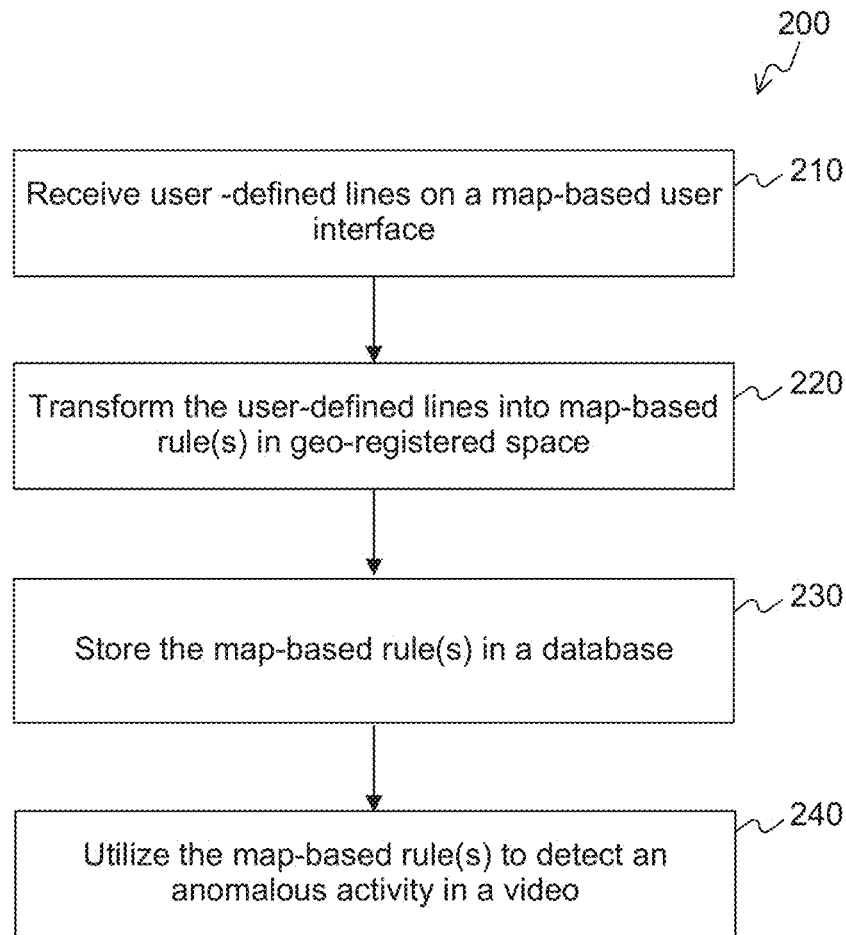 200
210
Receive user -defined lines on a map-based user
interface
220
Transform the user-defined lines into map-based
rule(s) in geo-registered space
230
Store the map-based rule(s) in a database
240
Utilize the map-based rule(s) to detect an
anomalous activity in a video